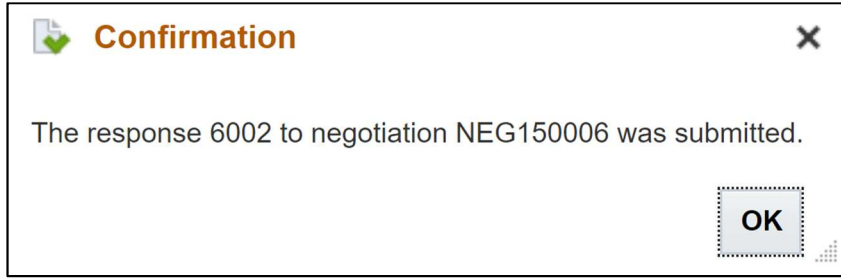 Confirmation
The response 6002 to negotiation NEG150006 was submitted.
OK